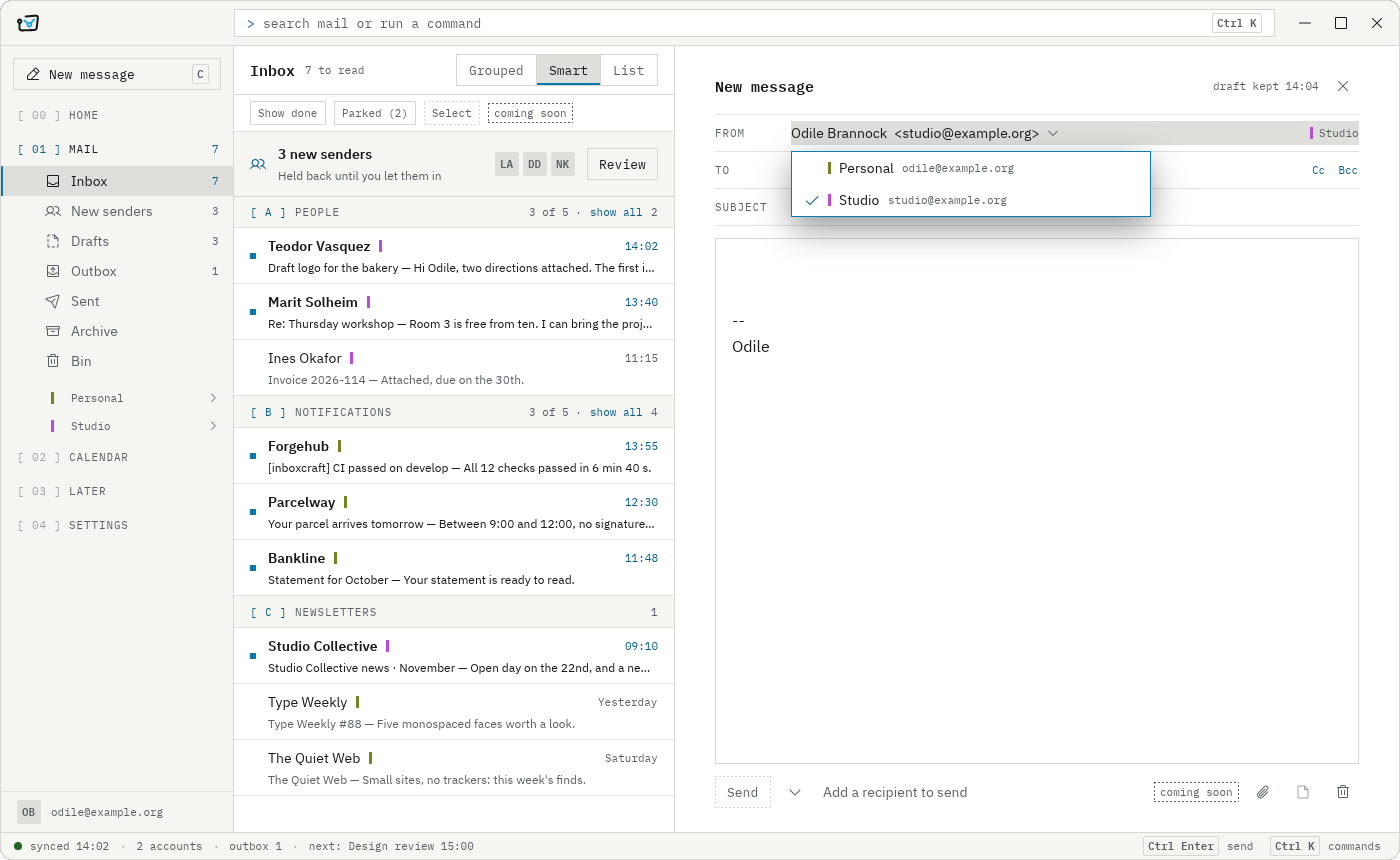 > search mail or run a command Ctrl K
New message C
[ 00 ] HOME
[ 01 ] MAIL 7
Inbox 7
New senders 3
Drafts 3
Outbox 1
Sent
Archive
Bin
Personal
Studio
[ 02 ] CALENDAR
[ 03 ] LATER
[ 04 ] SETTINGS
OB odile@example.org
Inbox 7 to read Grouped Smart List
Show done Parked (2) Select coming soon
3 new senders
Held back until you let them in
LA DD NK Review
[ A ] PEOPLE 3 of 5 · show all 2
Teodor Vasquez 14:02
Draft logo for the bakery — Hi Odile, two directions attached. The first i…
Marit Solheim 13:40
Re: Thursday workshop — Room 3 is free from ten. I can bring the proj…
Ines Okafor 11:15
Invoice 2026-114 — Attached, due on the 30th.
[ B ] NOTIFICATIONS 3 of 5 · show all 4
Forgehub 13:55
[inboxcraft] CI passed on develop — All 12 checks passed in 6 min 40 s.
Parcelway 12:30
Your parcel arrives tomorrow — Between 9:00 and 12:00, no signature…
Bankline 11:48
Statement for October — Your statement is ready to read.
[ C ] NEWSLETTERS 1
Studio Collective 09:10
Studio Collective news · November — Open day on the 22nd, and a ne…
Type Weekly Yesterday
Type Weekly #88 — Five monospaced faces worth a look.
The Quiet Web Saturday
The Quiet Web — Small sites, no trackers: this week's finds.
New message draft kept 14:04
FROM Odile Brannock <studio@example.org> Studio
TO Cc Bcc
Personal odile@example.org
Studio studio@example.org
SUBJECT
--
Odile
Send Add a recipient to send coming soon
synced 14:02 · 2 accounts · outbox 1 · next: Design review 15:00 Ctrl Enter send Ctrl K commands